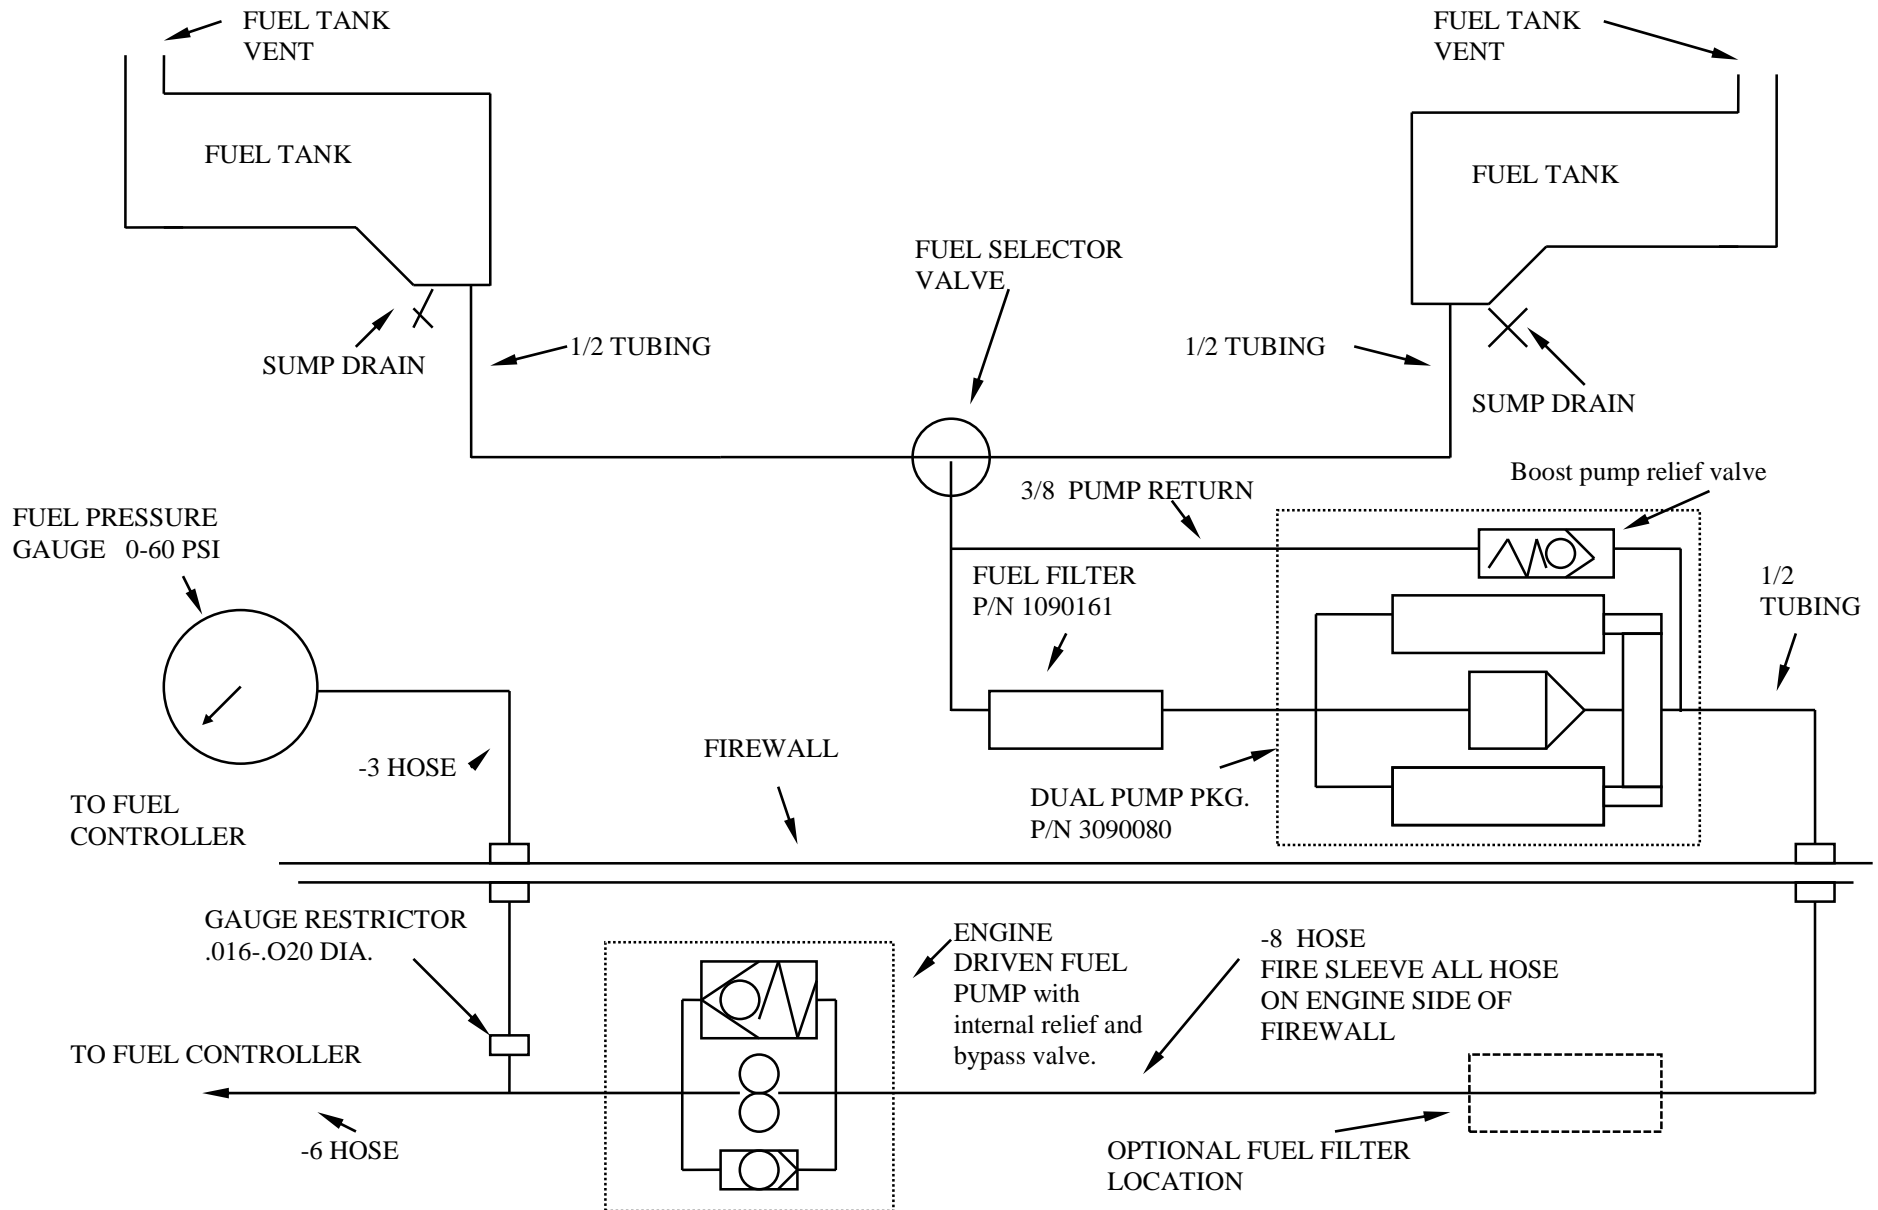 FUEL TANK
VENT
FUEL TANK
VENT
FUEL TANK
FUEL TANK
FUEL SELECTOR
VALVE
1/2 TUBING
1/2 TUBING
SUMP DRAIN
SUMP DRAIN
Boost pump relief valve
3/8 PUMP RETURN
FUEL PRESSURE
GAUGE 0-60 PSI
FUEL FILTER
P/N 1090161
1/2
TUBING
-3 HOSE
FIREWALL
TO FUEL
CONTROLLER
DUAL PUMP PKG.
P/N 3090080
GAUGE RESTRICTOR
.016-.O20 DIA.
ENGINE
DRIVEN FUEL
PUMP with
internal relief and
bypass valve.
-8 HOSE
FIRE SLEEVE ALL HOSE
ON ENGINE SIDE OF
FIREWALL
TO FUEL CONTROLLER
-6 HOSE
OPTIONAL FUEL FILTER
LOCATION